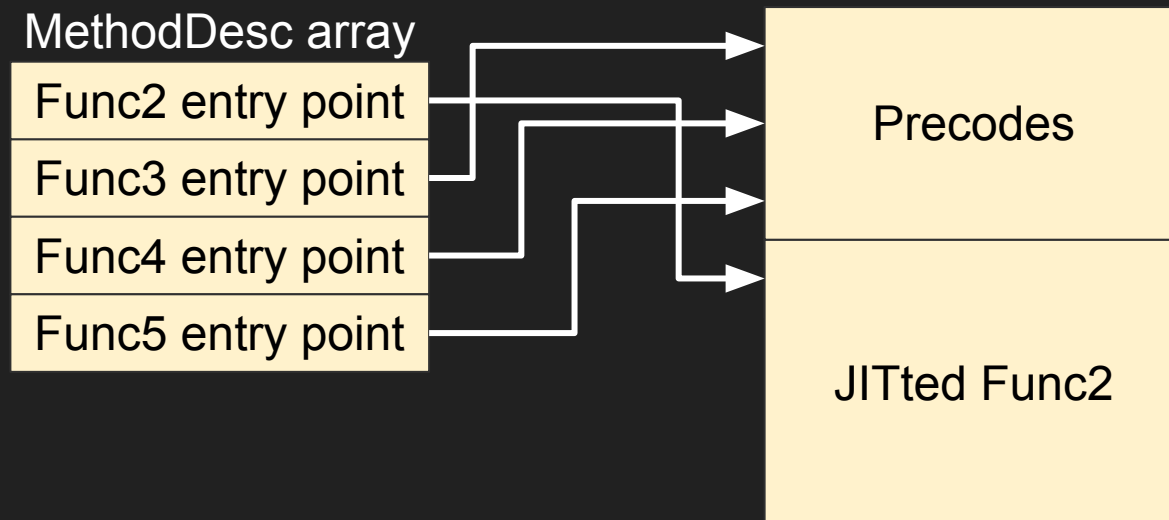 MethodDesc array
Func2 entry point
Func3 entry point
Func4 entry point
Func5 entry point
Precodes
JITted Func2